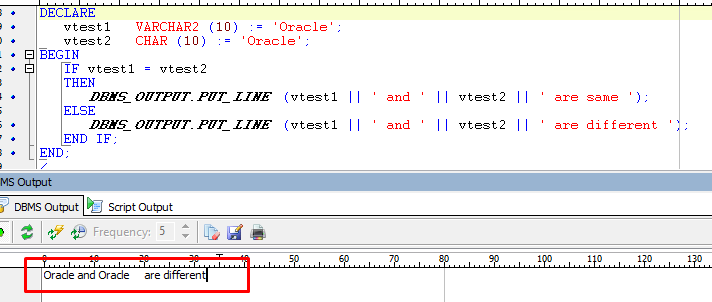 DECLARE
vtest1 VARCHAR2 (10) := 'Oracle';
vtest2 CHAR (10) := 'Oracle';
BEGIN
IF vtest1 = vtest2
THEN
DBMS_OUTPUT.PUT_LINE (vtest1 || ' and ' || vtest2 || ' are same ');
ELSE
DBMS_OUTPUT.PUT_LINE (vtest1 || ' and ' || vtest2 || ' are different ');
END IF;
END;
/
MS Output
DBMS Output Script Output
Frequency: 5
0 10 20 30 40 50 60 70 80 90 100 110 120 130
Oracle and Oracle     are different